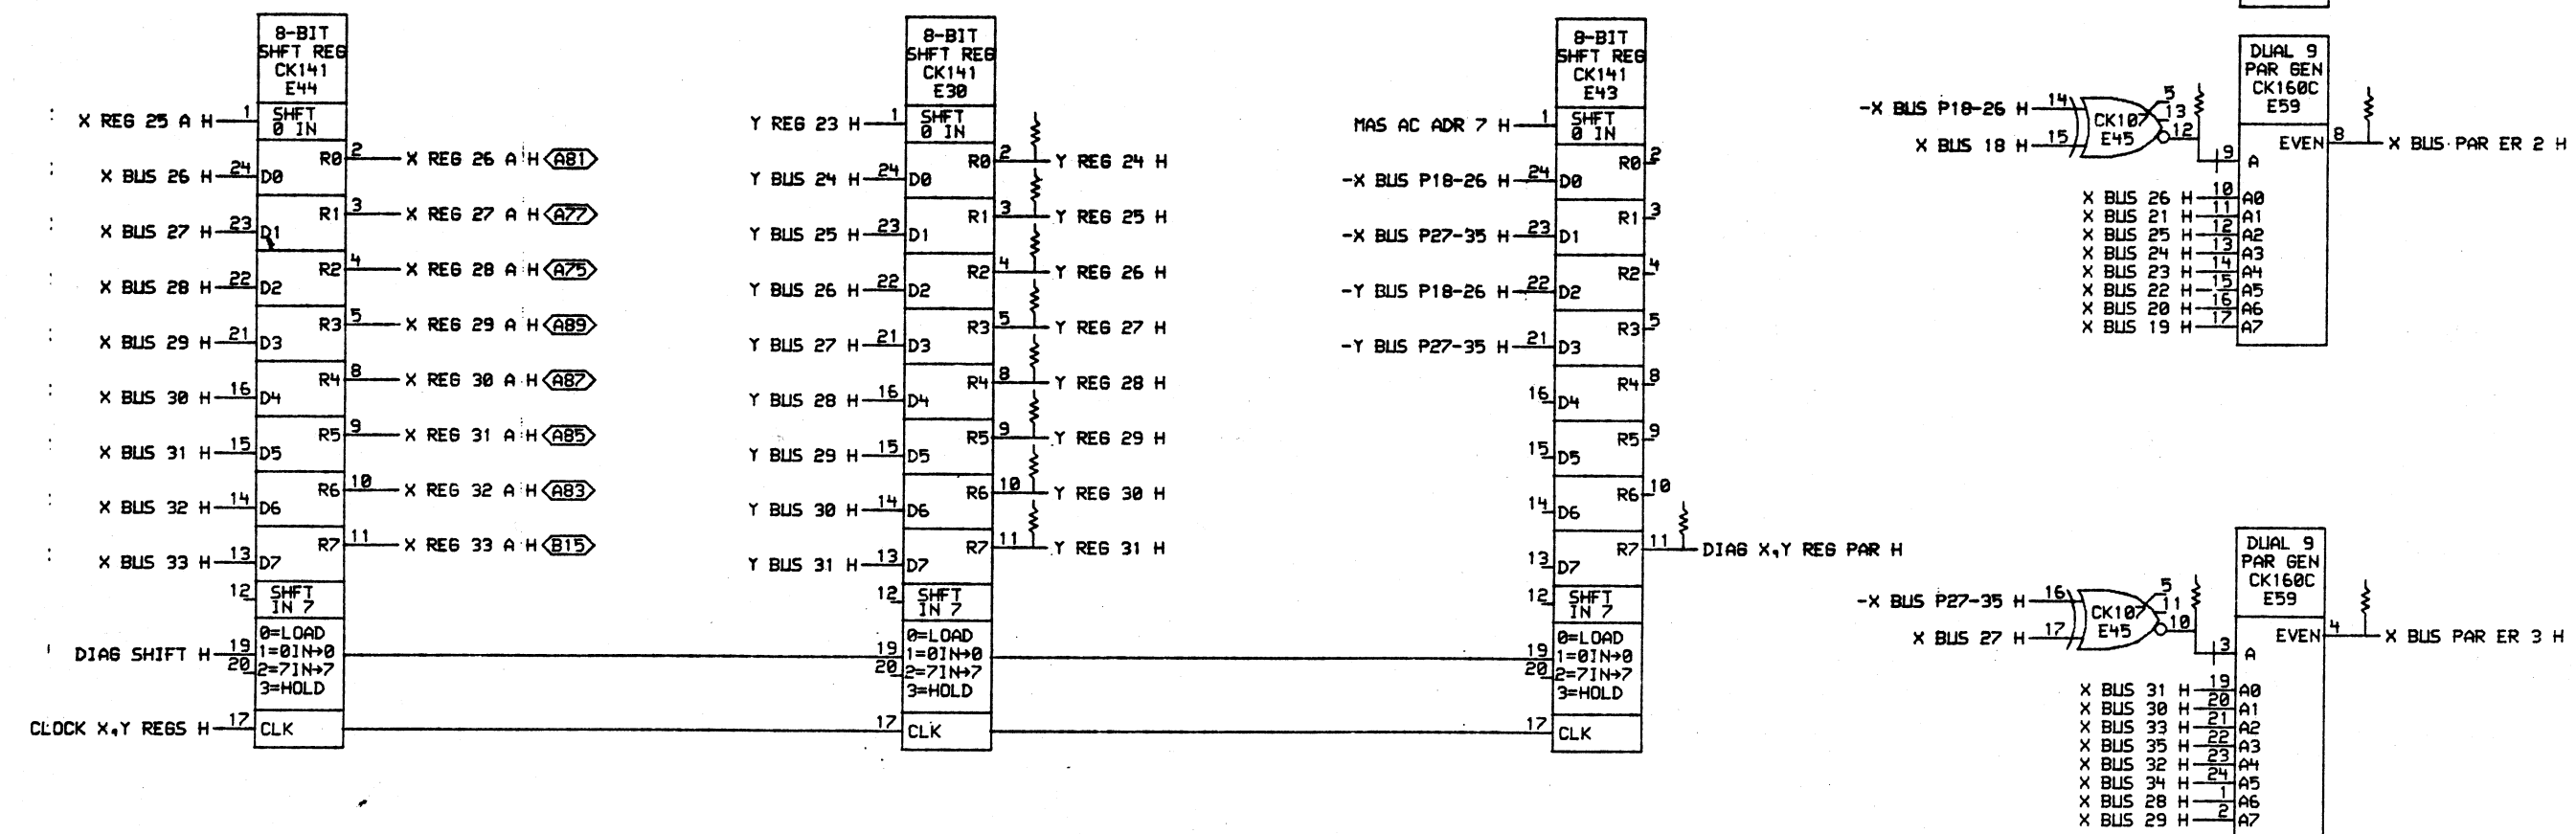 8-BIT
SHFT REG
CK141
E44
X REG 25 A H 1 SHFT
0 IN
R0 2 X REG 26 A H A81
X BUS 26 H 24 D0
R1 3 X REG 27 A H A77
X BUS 27 H 23 D1
R2 4 X REG 28 A H A75
X BUS 28 H 22 D2
R3 5 X REG 29 A H A89
X BUS 29 H 21 D3
R4 8 X REG 30 A H A87
X BUS 30 H 16 D4
R5 9 X REG 31 A H A85
X BUS 31 H 15 D5
R6 10 X REG 32 A H A83
X BUS 32 H 14 D6
R7 11 X REG 33 A H B15
X BUS 33 H 13 D7
12 SHFT
IN 7
0=LOAD
DIAG SHIFT H 19 1=0IN→0
20 2=7IN→7
3=HOLD
CLOCK X,Y REGS H 17 CLK
8-BIT
SHFT REG
CK141
E30
Y REG 23 H 1 SHFT
0 IN
R0 2 Y REG 24 H
Y BUS 24 H 24 D0
R1 3 Y REG 25 H
Y BUS 25 H 23 D1
R2 4 Y REG 26 H
Y BUS 26 H 22 D2
R3 5 Y REG 27 H
Y BUS 27 H 21 D3
R4 8 Y REG 28 H
Y BUS 28 H 16 D4
R5 9 Y REG 29 H
Y BUS 29 H 15 D5
R6 10 Y REG 30 H
Y BUS 30 H 14 D6
R7 11 Y REG 31 H
Y BUS 31 H 13 D7
12 SHFT
IN 7
0=LOAD
19 1=0IN→0
20 2=7IN→7
3=HOLD
17 CLK
8-BIT
SHFT REG
CK141
E43
MAS AC ADR 7 H 1 SHFT
0 IN
R0 2
-X BUS P18-26 H 24 D0
R1 3
-X BUS P27-35 H 23 D1
R2 4
-Y BUS P18-26 H 22 D2
R3 5
-Y BUS P27-35 H 21 D3
R4 8
16 D4
R5 9
15 D5
R6 10
14 D6
R7 11 DIAG X,Y REG PAR H
13 D7
12 SHFT
IN 7
0=LOAD
19 1=0IN→0
20 2=7IN→7
3=HOLD
17 CLK
DUAL 9
PAR GEN
CK160C
E59
-X BUS P18-26 H 14 CK107 5
13
X BUS 18 H 15 E45 12
9 A
EVEN 8 X BUS PAR ER 2 H
X BUS 26 H 10 A0
X BUS 21 H 11 A1
X BUS 25 H 12 A2
X BUS 24 H 13 A3
X BUS 23 H 14 A4
X BUS 22 H 15 A5
X BUS 20 H 16 A6
X BUS 19 H 17 A7
DUAL 9
PAR GEN
CK160C
E59
-X BUS P27-35 H 16 CK107 5
11
X BUS 27 H 17 E45 10
3 A
EVEN 4 X BUS PAR ER 3 H
X BUS 31 H 19 A0
X BUS 30 H 20 A1
X BUS 33 H 21 A2
X BUS 35 H 22 A3
X BUS 32 H 23 A4
X BUS 34 H 24 A5
X BUS 28 H 1 A6
X BUS 29 H 2 A7